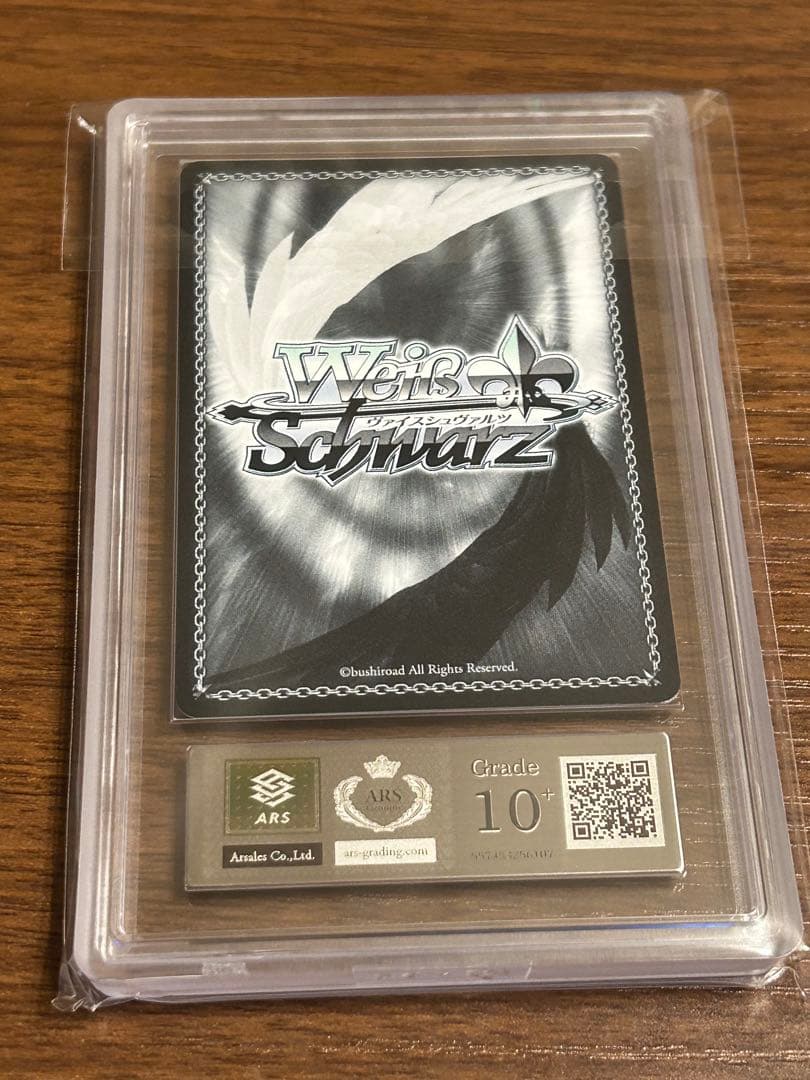 Weiß
ヴァイスシュヴァルツ
Schwarz
©bushiroad All Rights Reserved.
ARS
Arsales Co.,Ltd.
ARS
ars-grading.com
Grade
10+